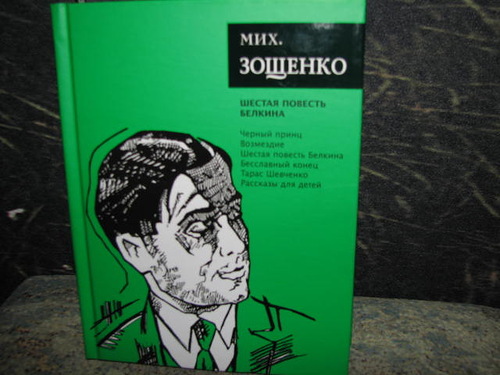 МИХ.
ЗОЩЕНКО
ШЕСТАЯ ПОВЕСТЬ
БЕЛКИНА
Черный принц
Возмездие
Шестая повесть Белкина
Бесславный конец
Тарас Шевченко
Рассказы для детей